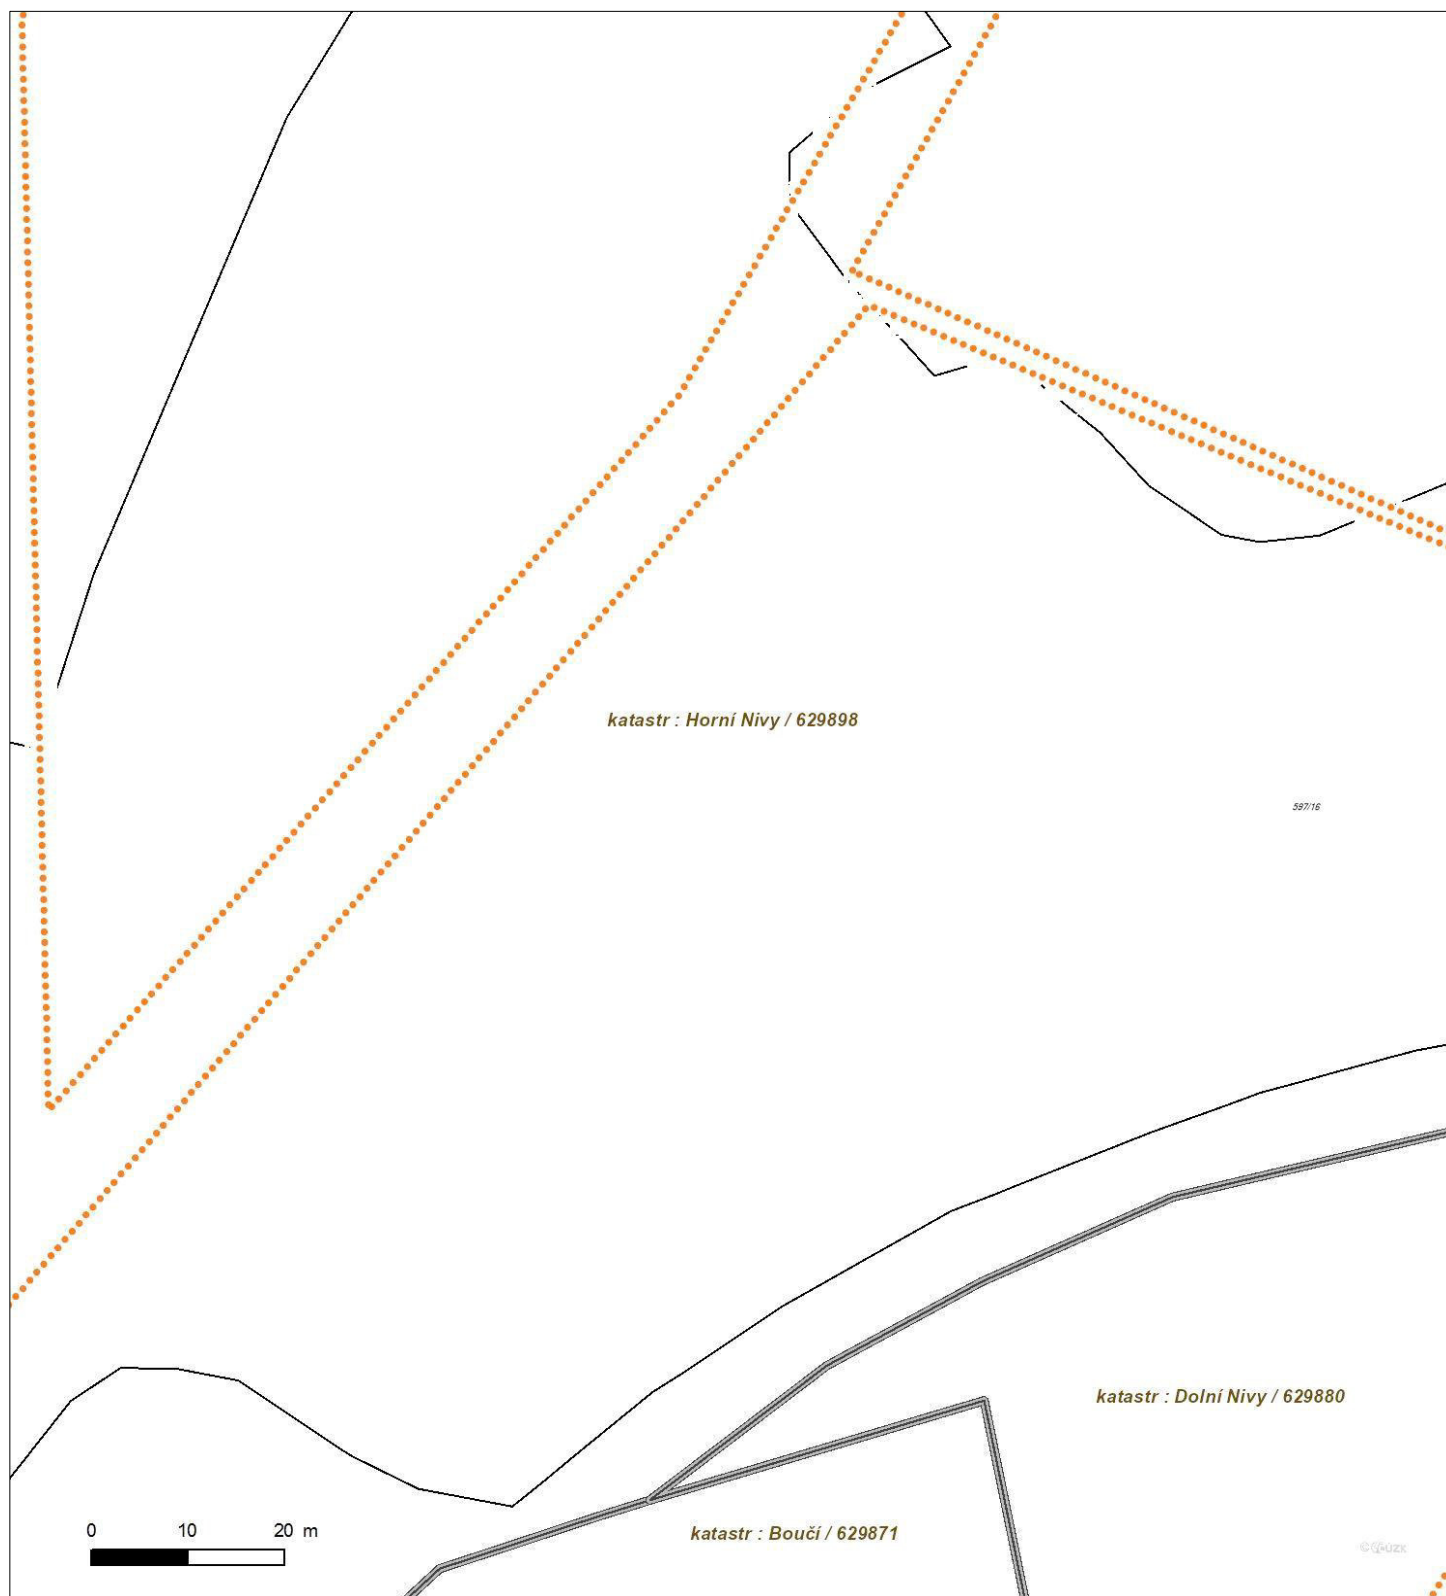 katastr : Horní Nivy / 629898
597/16
katastr : Dolní Nivy / 629880
katastr : Boučí / 629871
0 10 20 m